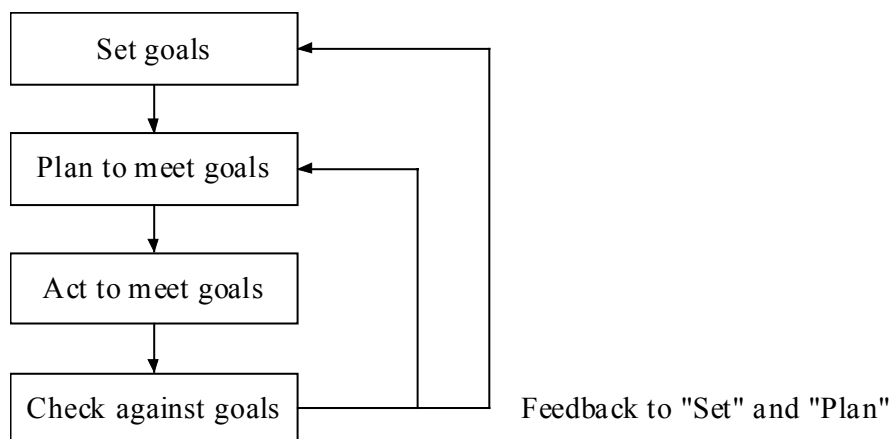 Set goals
Plan to meet goals
Act to meet goals
Check against goals
Feedback to "Set" and "Plan"